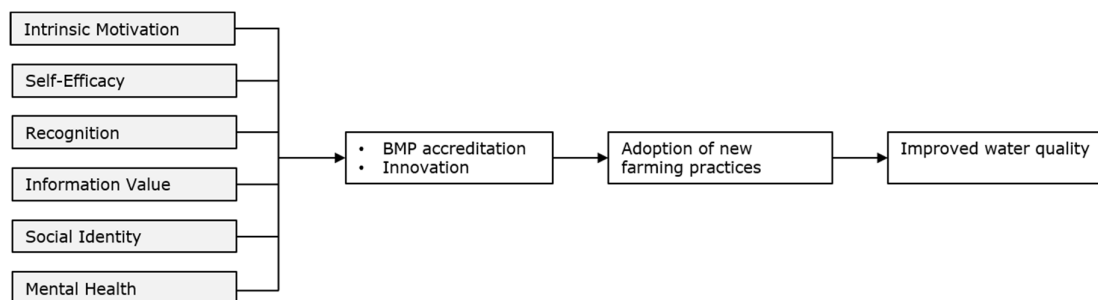 Intrinsic Motivation
Self-Efficacy
Recognition
Information Value
Social Identity
Mental Health
• BMP accreditation
• Innovation
Adoption of new
farming practices
Improved water quality